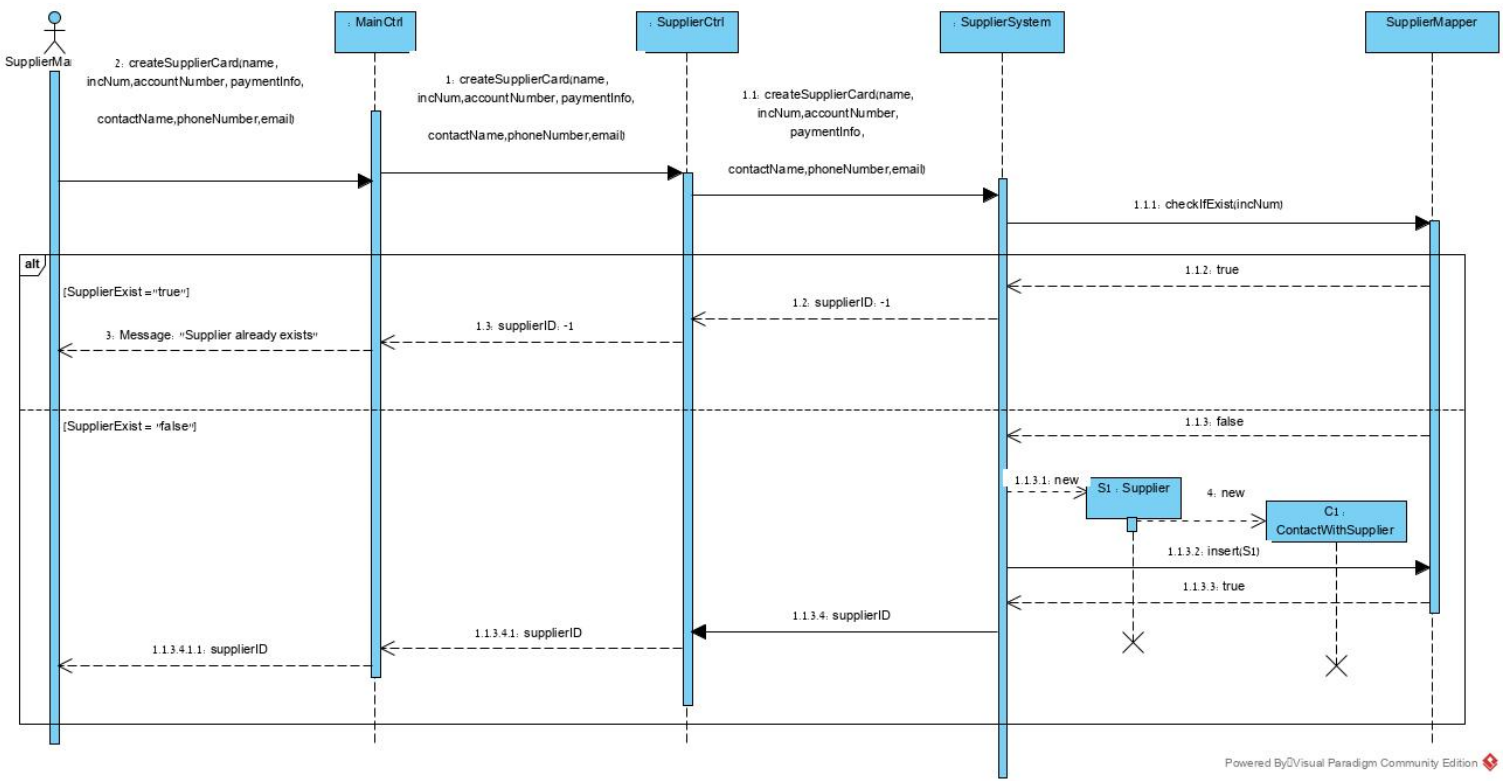 : MainCtrl
: SupplierCtrl
: SupplierSystem
SupplierMapper
SupplierMa
2: createSupplierCard(name,
incNum,accountNumber, paymentInfo,
contactName,phoneNumber,email)
1: createSupplierCard(name,
incNum,accountNumber, paymentInfo,
contactName,phoneNumber,email)
1.1: createSupplierCard(name,
incNum,accountNumber,
paymentInfo,
contactName,phoneNumber,email)
1.1.1: checkIfExist(incNum)
alt
[SupplierExist ="true"]
1.1.2: true
1.2: supplierID: -1
1.3: supplierID: -1
3: Message: "Supplier already exists"
[SupplierExist = "false"]
1.1.3: false
1.1.3.1: new
S1 : Supplier
4: new
C1 :
ContactWithSupplier
1.1.3.2: insert(S1)
1.1.3.3: true
1.1.3.4: supplierID
1.1.3.4.1: supplierID
1.1.3.4.1.1: supplierID
Powered By Visual Paradigm Community Edition